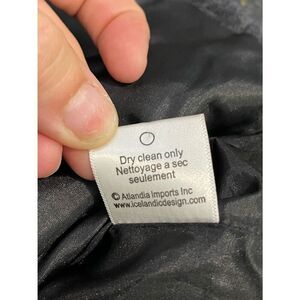 Dry clean only
Nettoyage a sec
seulement
© Atlandia Imports Inc
www.icelandicdesign.com